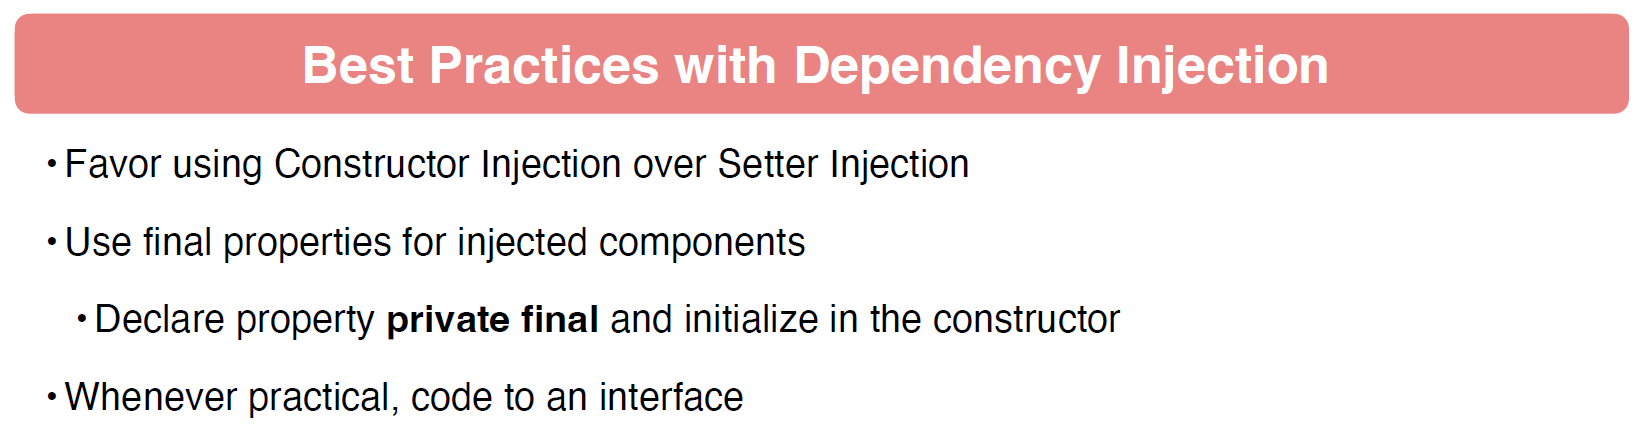 Best Practices with Dependency Injection
• Favor using Constructor Injection over Setter Injection
• Use final properties for injected components
• Declare property private final and initialize in the constructor
• Whenever practical, code to an interface